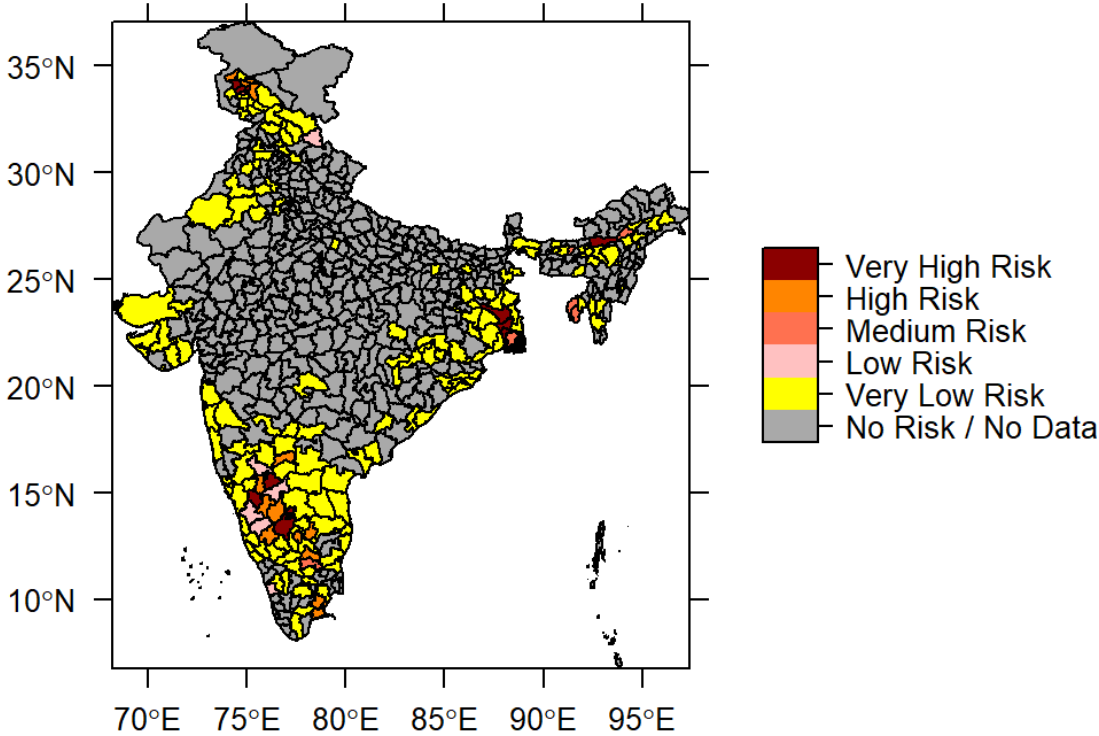 35°N
30°N
25°N
20°N
15°N
10°N
70°E 75°E 80°E 85°E 90°E 95°E
Very High Risk
High Risk
Medium Risk
Low Risk
Very Low Risk
No Risk / No Data